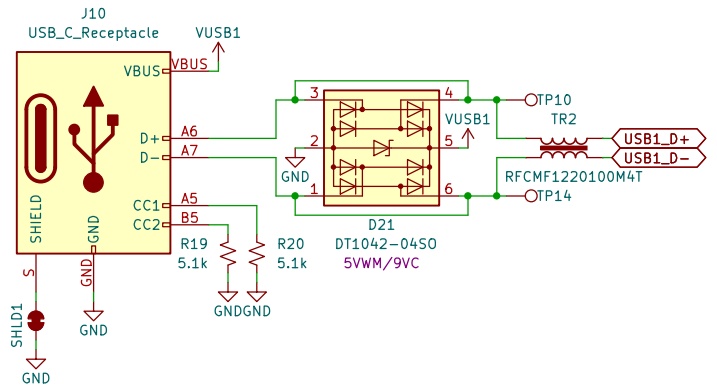 J10
USB_C_Receptacle
VUSB1
VBUS
VBUS
D+
A6
D-
A7
CC1
A5
CC2
B5
SHIELD
GND
S
GND
SHLD1
GND
GND
R19
5.1k
R20
5.1k
GND
GND
3
4
2
5
1
6
GND
VUSB1
D21
DT1042-04SO
5VWM/9VC
TP10
TR2
USB1_D+
USB1_D-
RFCMF1220100M4T
TP14